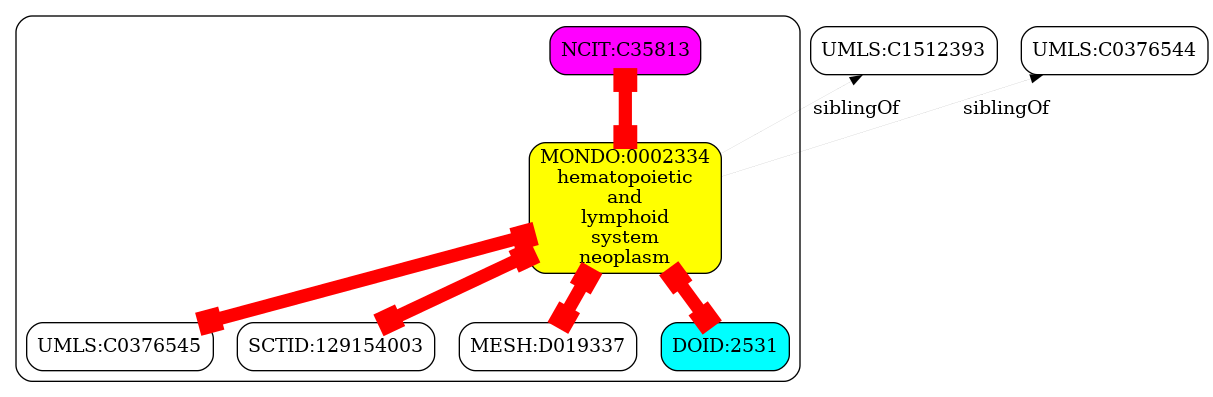 NCIT:C35813
UMLS:C1512393
UMLS:C0376544
siblingOf
siblingOf
MONDO:0002334
hematopoietic
and
lymphoid
system
neoplasm
UMLS:C0376545
SCTID:129154003
MESH:D019337
DOID:2531